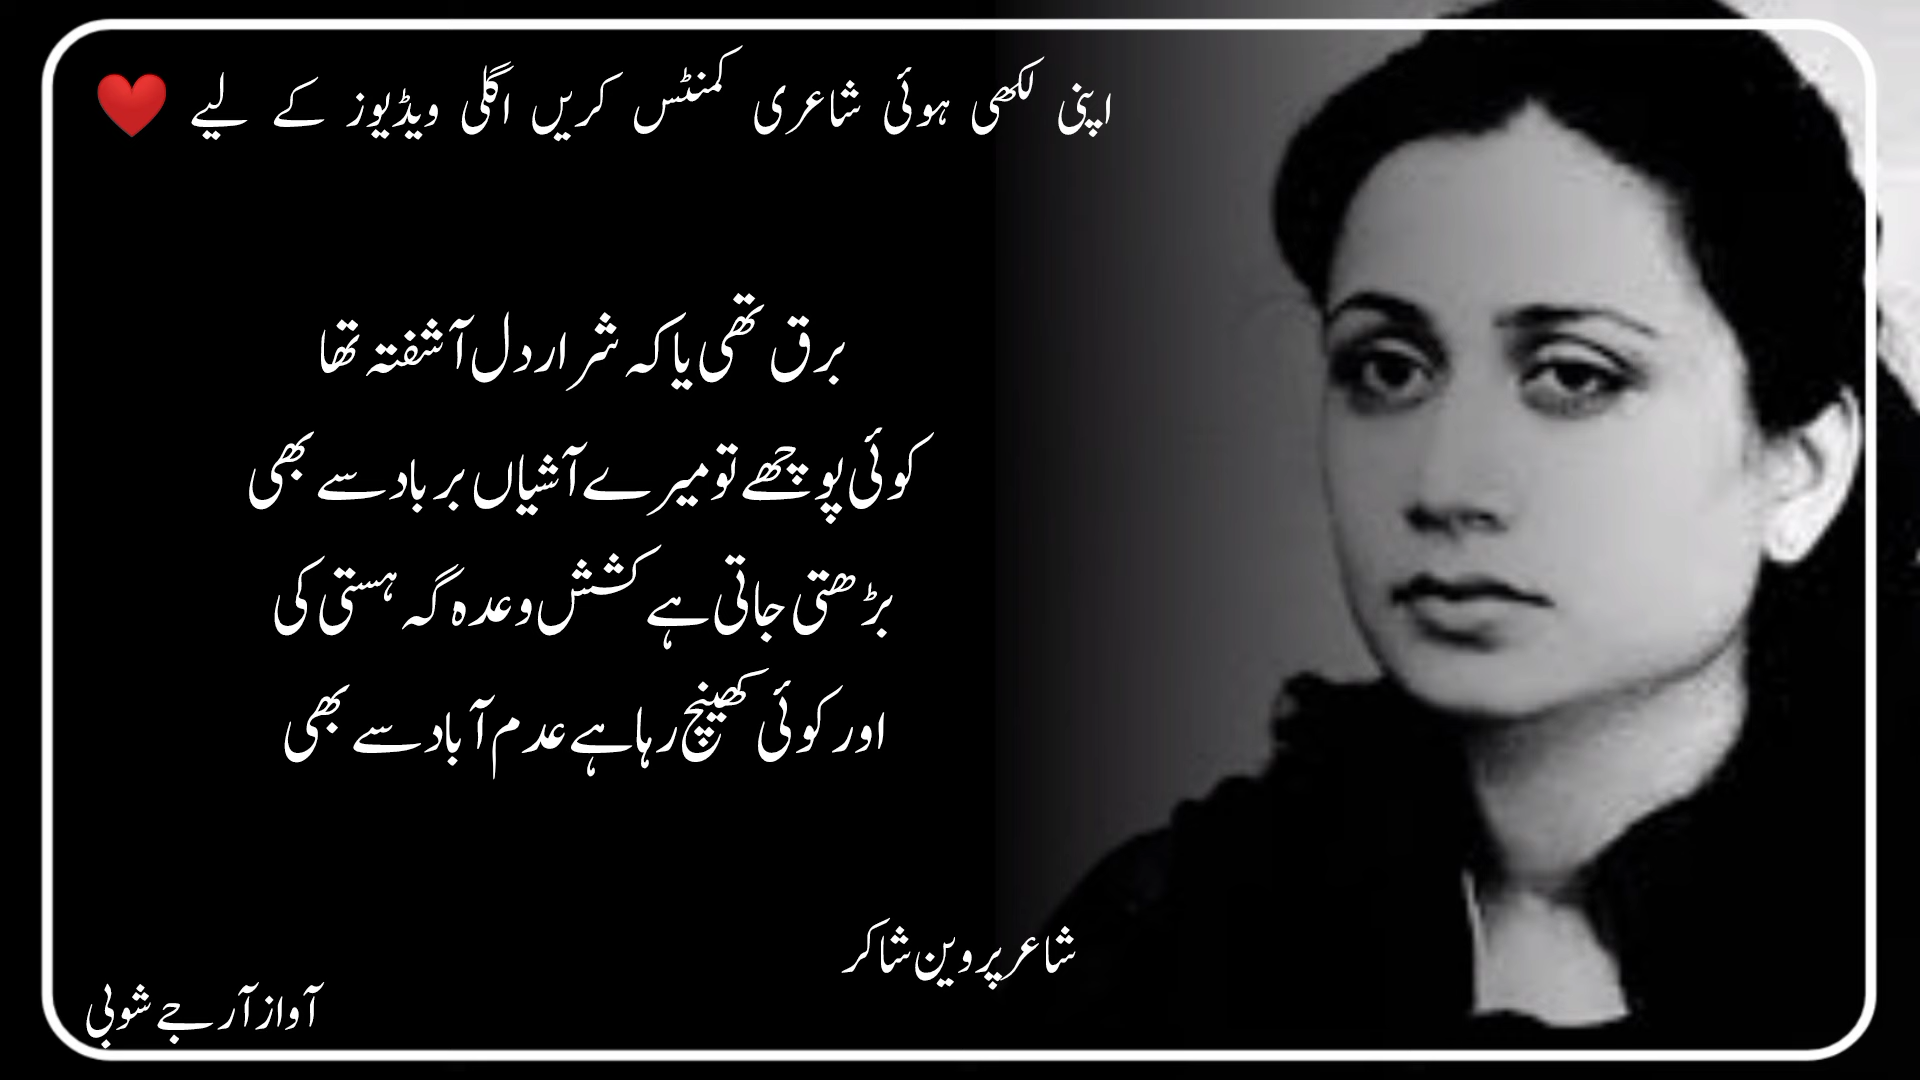 اپنی لکھی ہوئی شاعری کمنٹس کریں اگلی ویڈیوز کے لیے ❤️
برق تھی یا کہ شرار دل آشفتہ تھا
کوئی پوچھے تو میرے آشیاں برباد سے بھی
بڑھتی جاتی ہے کشش وعدہ گہ ہستی کی
اور کوئی کھینچ رہا ہے عدم آباد سے بھی
شاعر پروین شاکر
آواز آر جے شوبی